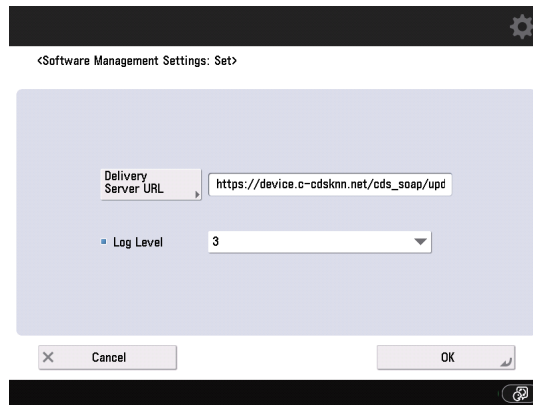 <Software Management Settings: Set>
Delivery
Server URL
https://device.c-cdsknn.net/cds_soap/upd
Log Level
3
Cancel
OK